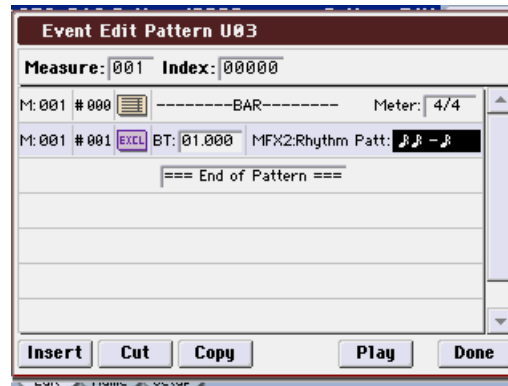 Event Edit Pattern U03
Measure: 001 Index: 00000
M: 001 # 000 --------BAR-------- Meter: 4/4
M: 001 # 001 EXCL BT: 01.000 MFX2:Rhythm Patt: ♪♪–♪
=== End of Pattern ===
Insert Cut Copy Play Done